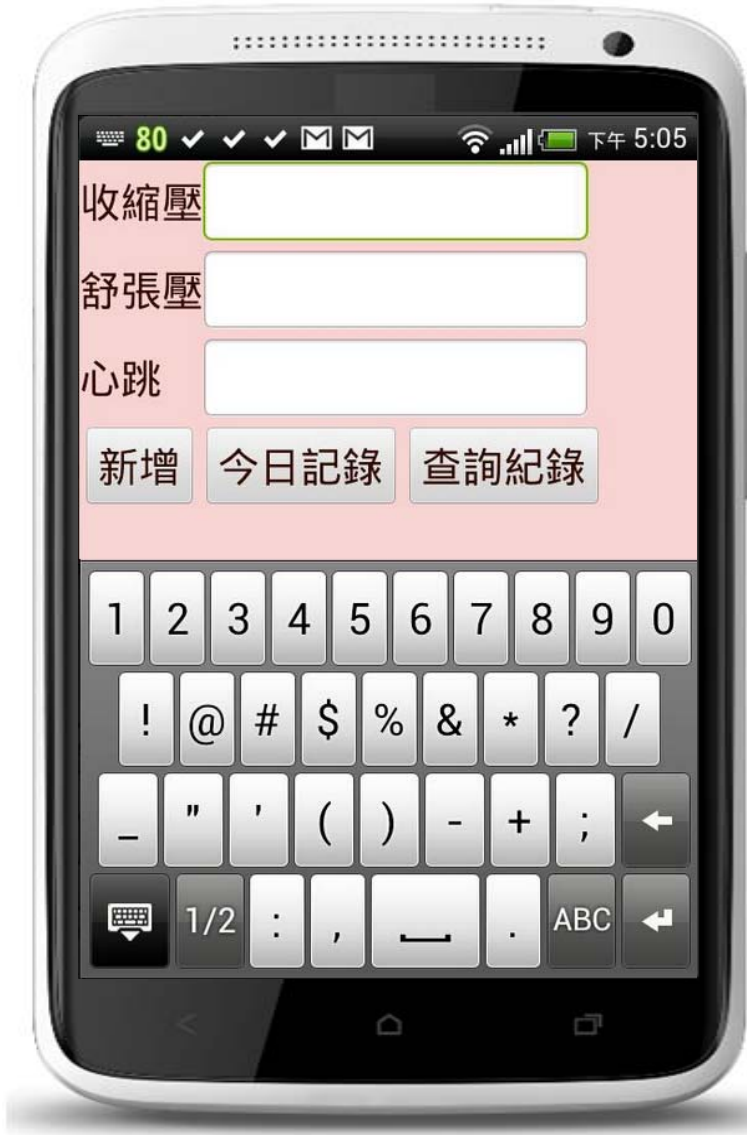 80 下午 5:05
收縮壓
舒張壓
心跳
新增 今日記錄 查詢紀錄
1 2 3 4 5 6 7 8 9 0
! @ # $ % & * ? /
_ " ' ( ) - + ;
1/2 : , . ABC